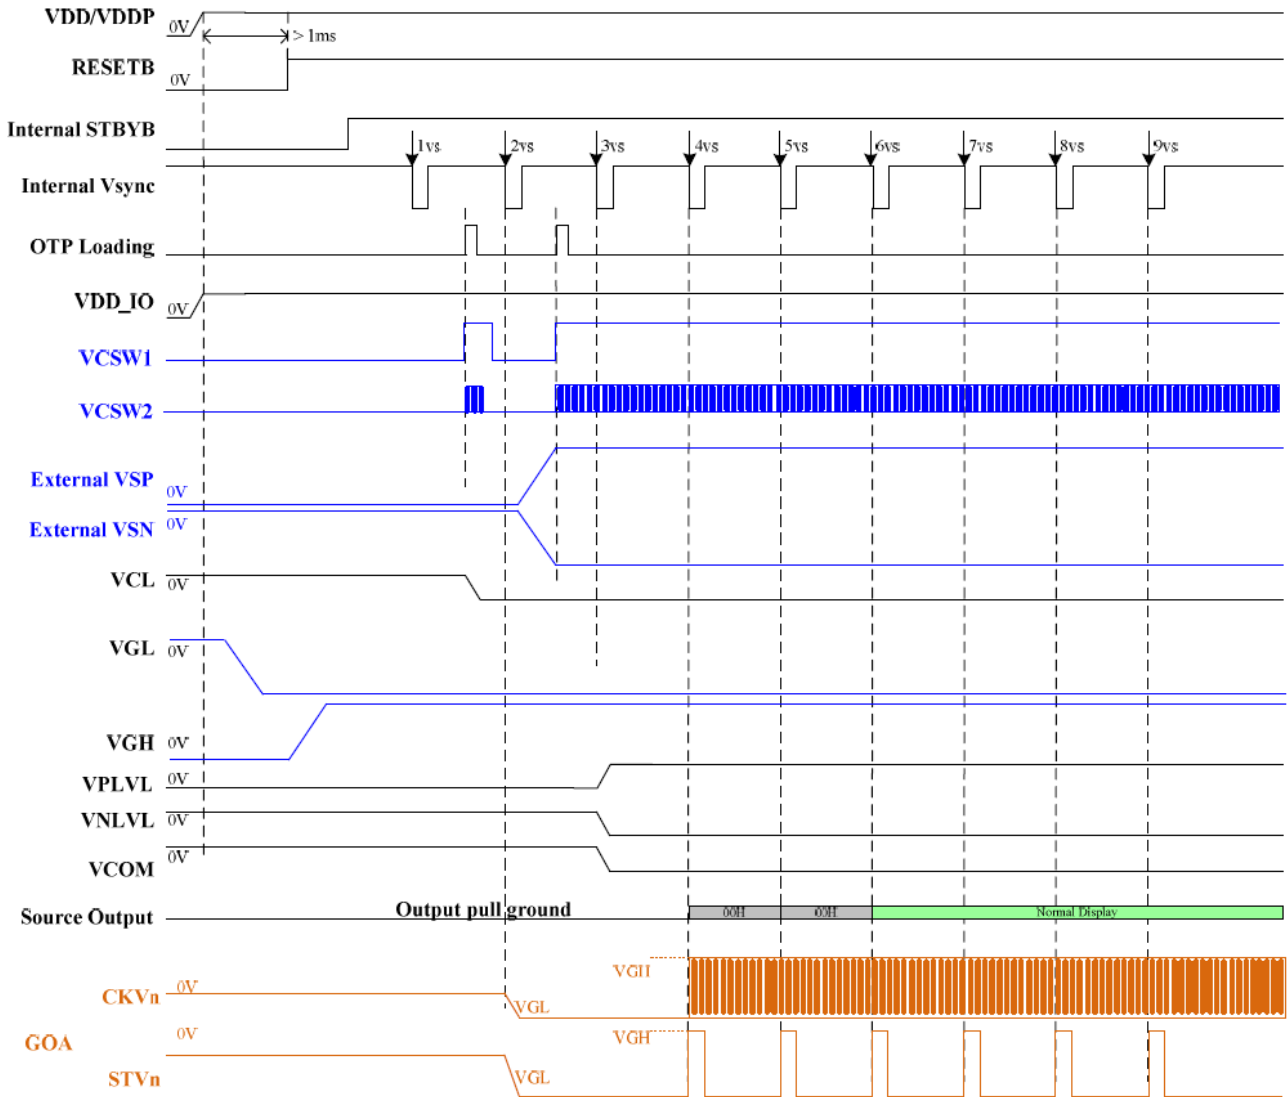 VDD/VDDP
0V
> 1ms
RESETB
0V
Internal STBYB
1vs 2vs 3vs 4vs 5vs 6vs 7vs 8vs 9vs
Internal Vsync
OTP Loading
VDD_IO
0V
VCSW1
VCSW2
External VSP
0V
External VSN
0V
VCL
0V
VGL
0V
VGH
0V
VPLVL
0V
VNLVL
0V
VCOM
0V
Source Output
Output pull ground
00H 00H Normal Display
VGH
CKVn
0V
VGL
0V
VGH
GOA
STVn
VGL